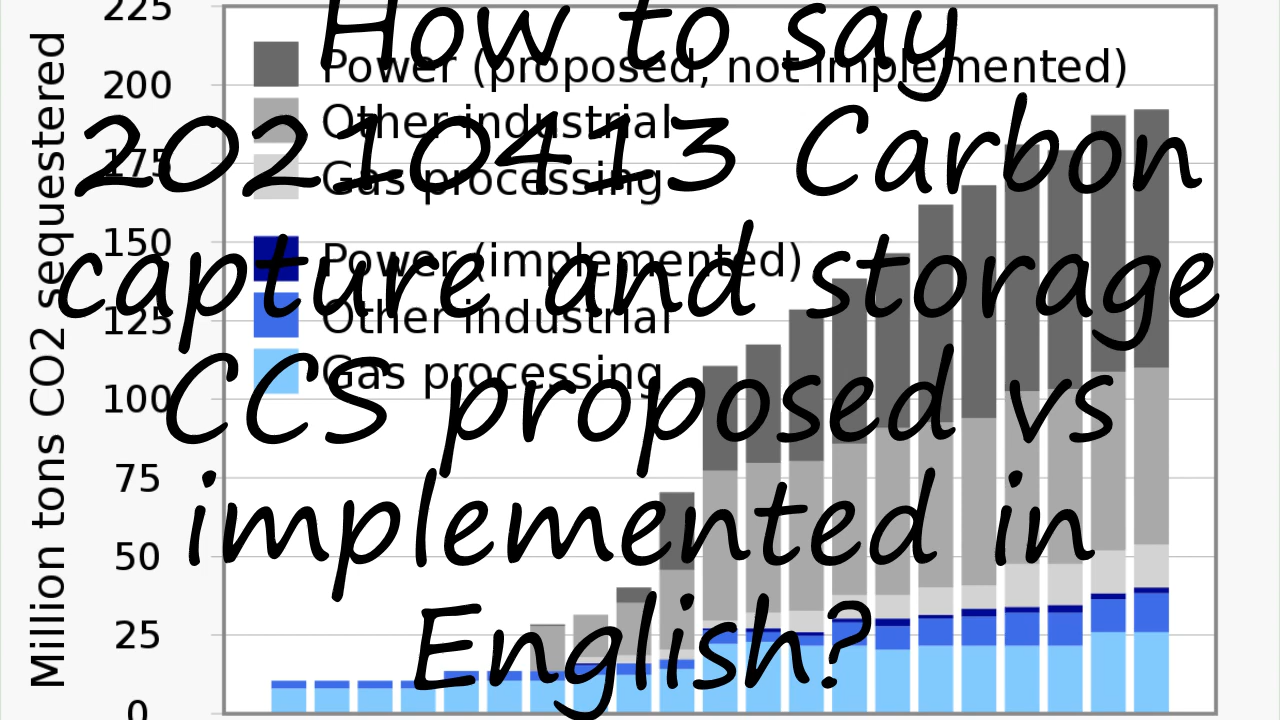 How to say
20210413 Carbon
capture and storage
CCS proposed vs
implemented in
English?
Million tons CO2 sequestered
225
200
175
150
125
100
75
50
25
0
Power (proposed, not implemented)
Other industrial
Gas processing
Power (implemented)
Other industrial
Gas processing